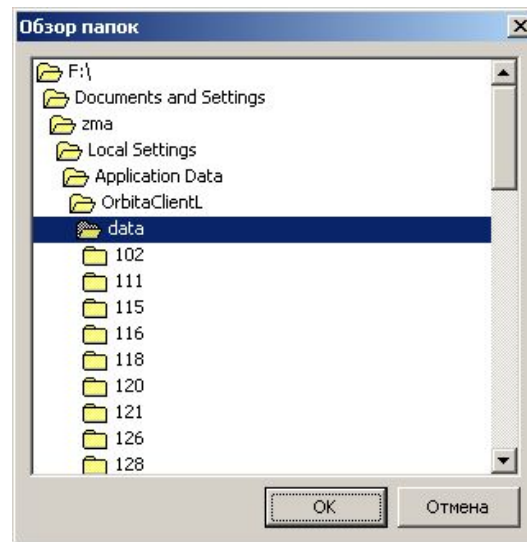 Обзор папок
F:\
Documents and Settings
zma
Local Settings
Application Data
OrbitaClientL
data
102
111
115
116
118
120
121
126
128
OK
Отмена